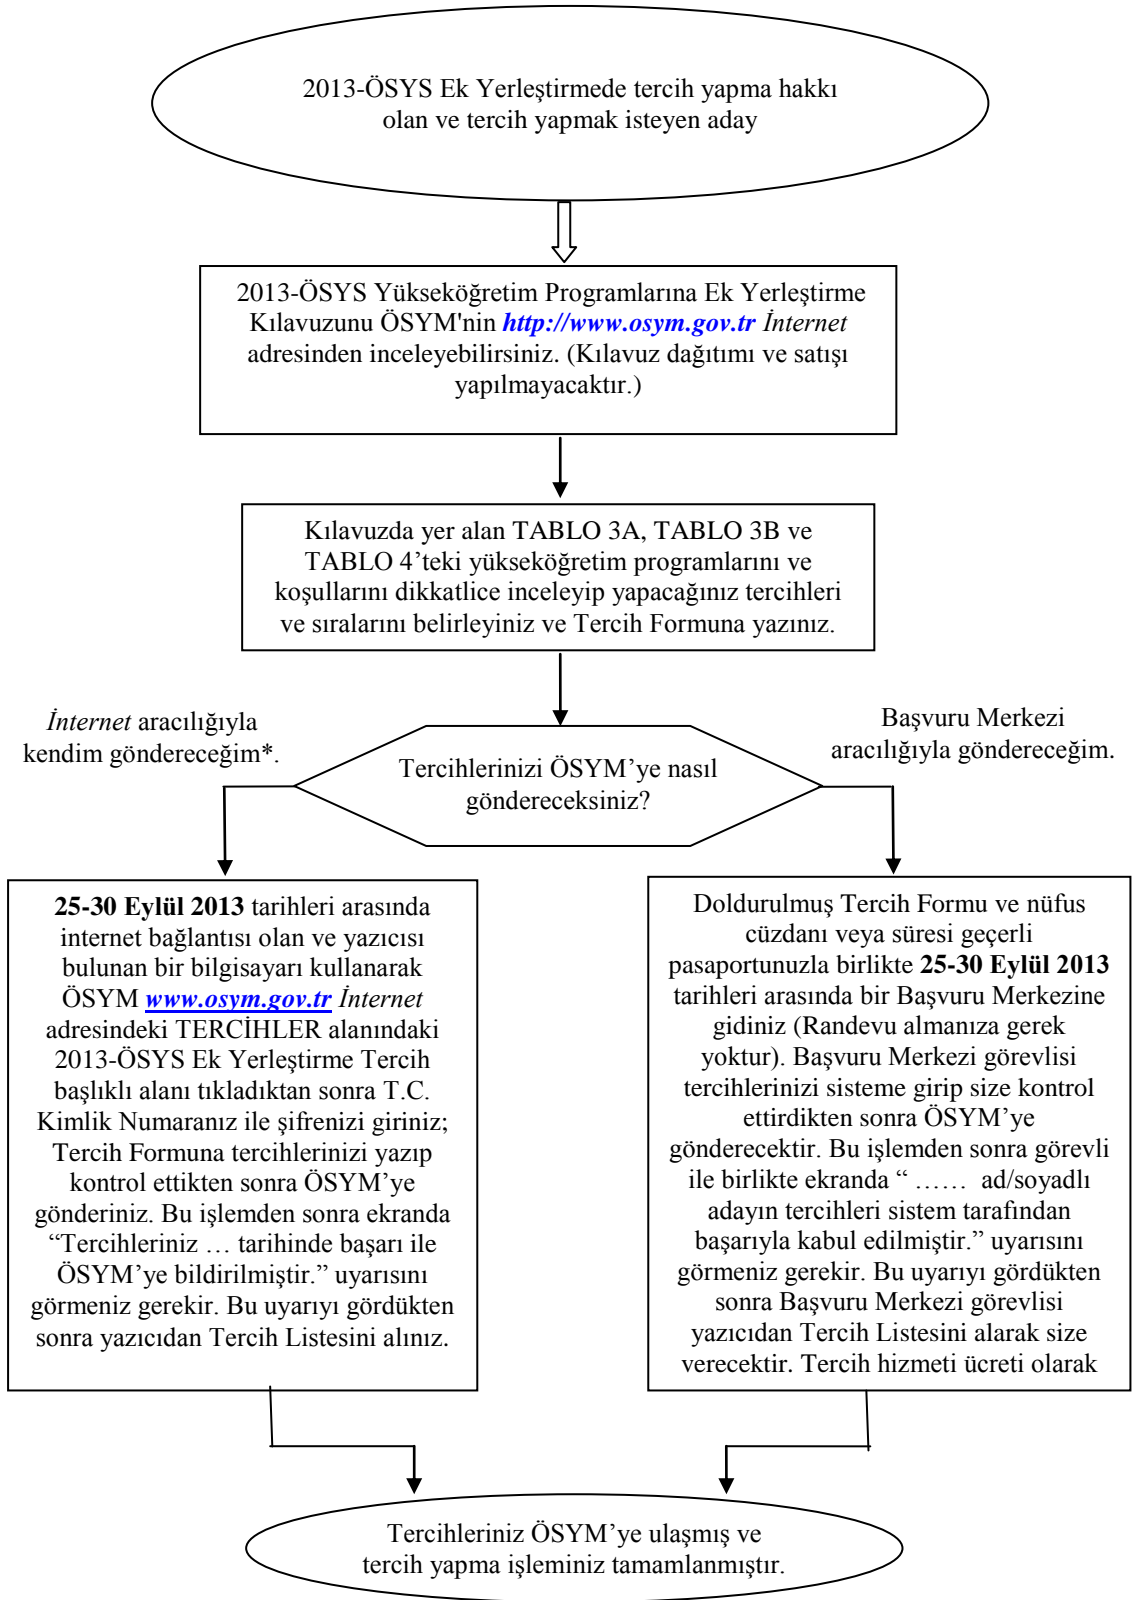 2013-ÖSYS Ek Yerleştirmede tercih yapma hakkı
olan ve tercih yapmak isteyen aday
2013-ÖSYS Yükseköğretim Programlarına Ek Yerleştirme
Kılavuzunu ÖSYM'nin http://www.osym.gov.tr İnternet
adresinden inceleyebilirsiniz. (Kılavuz dağıtımı ve satışı
yapılmayacaktır.)
Kılavuzda yer alan TABLO 3A, TABLO 3B ve
TABLO 4’teki yükseköğretim programlarını ve
koşullarını dikkatlice inceleyip yapacağınız tercihleri
ve sıralarını belirleyiniz ve Tercih Formuna yazınız.
İnternet aracılığıyla
kendim göndereceğim*.
Tercihlerinizi ÖSYM’ye nasıl
göndereceksiniz?
Başvuru Merkezi
aracılığıyla göndereceğim.
25-30 Eylül 2013 tarihleri arasında
internet bağlantısı olan ve yazıcısı
bulunan bir bilgisayarı kullanarak
ÖSYM www.osym.gov.tr İnternet
adresindeki TERCİHLER alanındaki
2013-ÖSYS Ek Yerleştirme Tercih
başlıklı alanı tıkladıktan sonra T.C.
Kimlik Numaranız ile şifrenizi giriniz;
Tercih Formuna tercihlerinizi yazıp
kontrol ettikten sonra ÖSYM’ye
gönderiniz. Bu işlemden sonra ekranda
“Tercihleriniz … tarihinde başarı ile
ÖSYM’ye bildirilmiştir.” uyarısını
görmeniz gerekir. Bu uyarıyı gördükten
sonra yazıcıdan Tercih Listesini alınız.
Doldurulmuş Tercih Formu ve nüfus
cüzdanı veya süresi geçerli
pasaportunuzla birlikte 25-30 Eylül 2013
tarihleri arasında bir Başvuru Merkezine
gidiniz (Randevu almanıza gerek
yoktur). Başvuru Merkezi görevlisi
tercihlerinizi sisteme girip size kontrol
ettirdikten sonra ÖSYM’ye
gönderecektir. Bu işlemden sonra görevli
ile birlikte ekranda “ …… ad/soyadlı
adayın tercihleri sistem tarafından
başarıyla kabul edilmiştir.” uyarısını
görmeniz gerekir. Bu uyarıyı gördükten
sonra Başvuru Merkezi görevlisi
yazıcıdan Tercih Listesini alarak size
verecektir. Tercih hizmeti ücreti olarak
Tercihleriniz ÖSYM’ye ulaşmış ve
tercih yapma işleminiz tamamlanmıştır.